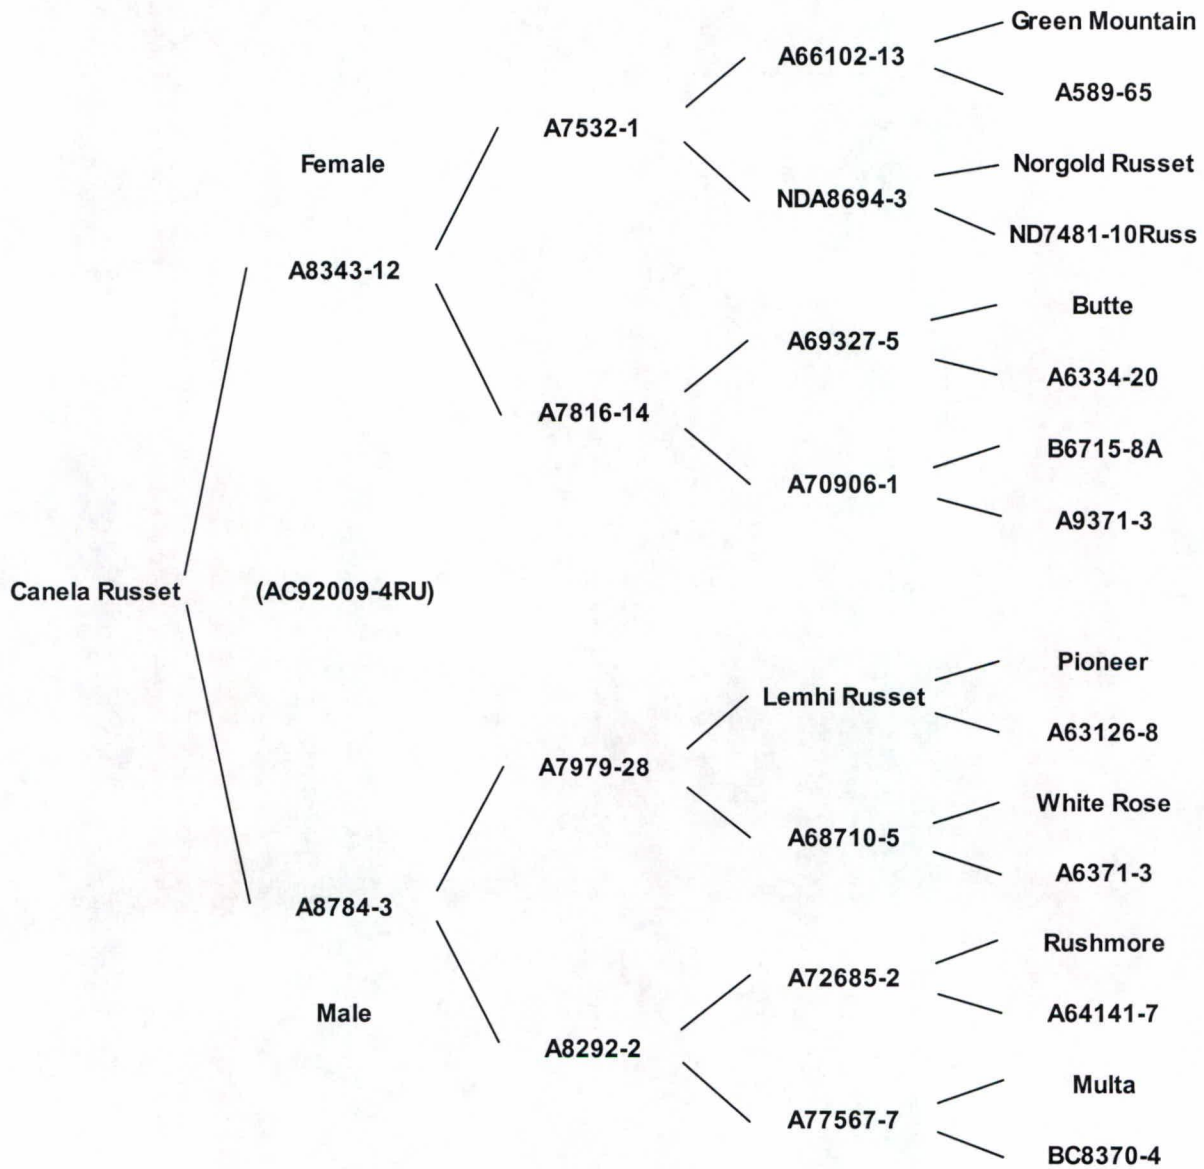 Green Mountain
A66102-13
A589-65
A7532-1
Female
Norgold Russet
NDA8694-3
ND7481-10Russ
A8343-12
Butte
A69327-5
A6334-20
A7816-14
B6715-8A
A70906-1
A9371-3
Canela Russet (AC92009-4RU)
Pioneer
Lemhi Russet
A63126-8
A7979-28
White Rose
A68710-5
A6371-3
A8784-3
Rushmore
A72685-2
Male
A64141-7
A8292-2
Multa
A77567-7
BC8370-4